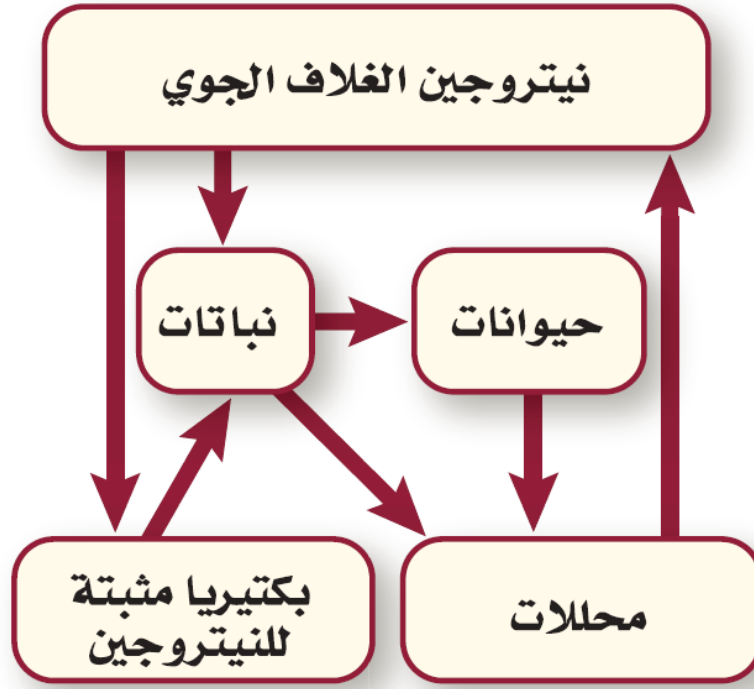 نيتروجين الغلاف الجوي
حيوانات
نباتات
محللات
بكتيريا مثبتة
للنيتروجين